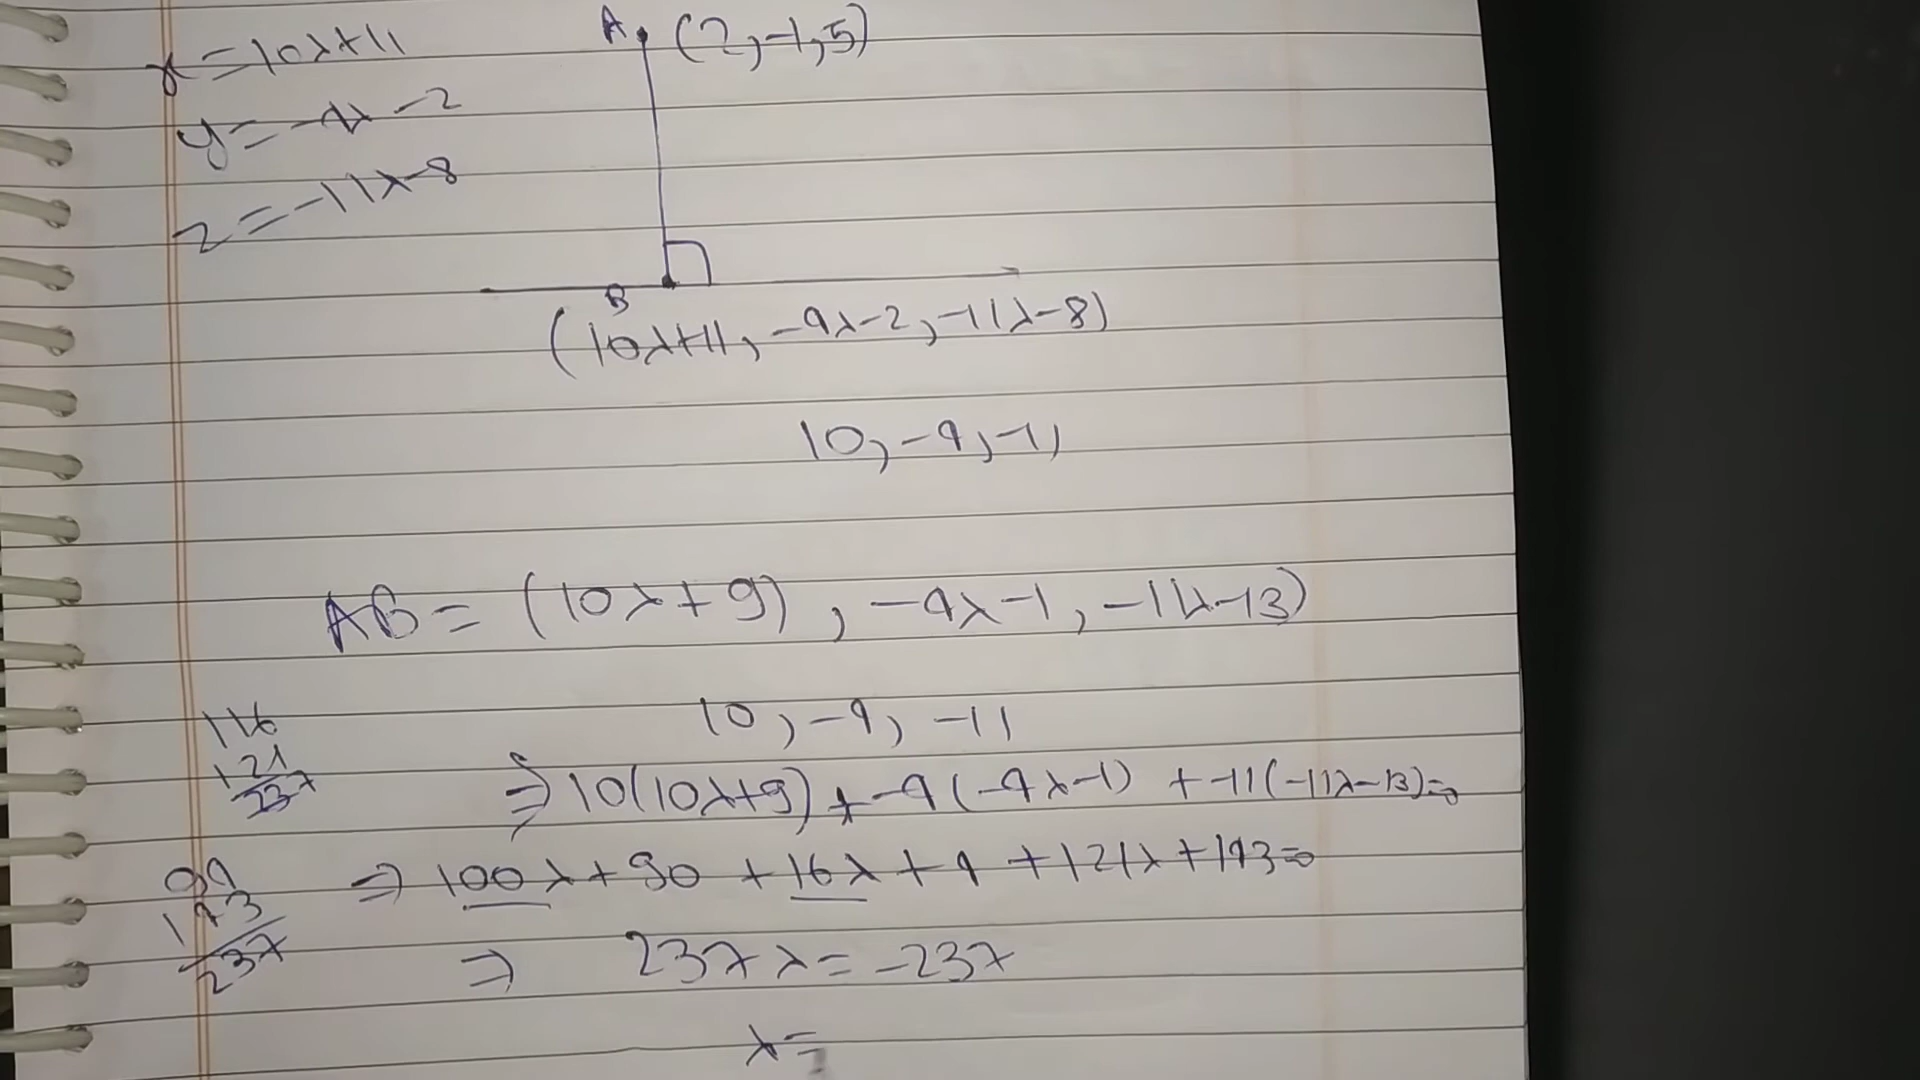 x=10λ+11
y=-4λ-2
z=-11λ-8
A (2,-1,5)
B
(10λ+11, -4λ-2, -11λ-8)
10, -4, -11
AB = (10λ+9), -4λ-1, -11λ-13)
10, -4, -11
116
121
237
⇒ 10(10λ+9) + -4(-4λ-1) + -11(-11λ-13)=0
⇒ 100λ+90 +16λ+4 +121λ+143=0
94
143
237
⇒ 237λ = -237
λ=